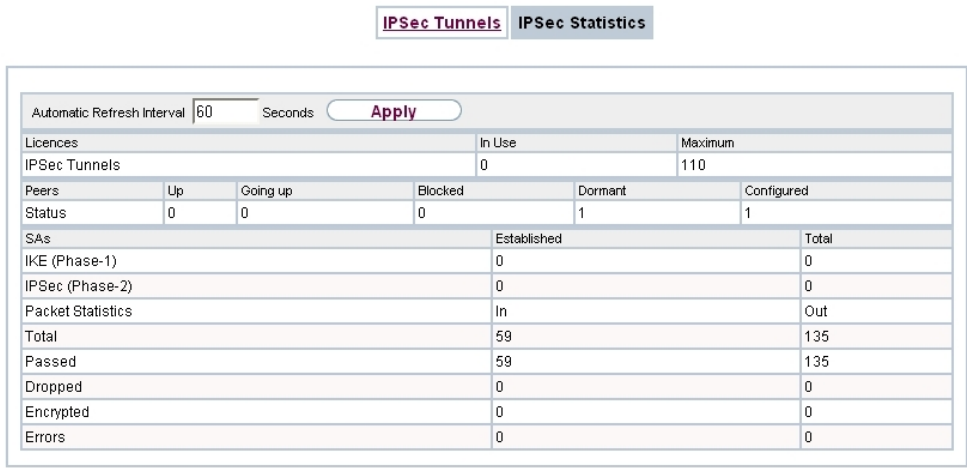 IPSec Tunnels IPSec Statistics
Automatic Refresh Interval 60 Seconds Apply
Licences In Use Maximum
IPSec Tunnels 0 110
Peers Up Going up Blocked Dormant Configured
Status 0 0 0 1 1
SAs Established Total
IKE (Phase-1) 0 0
IPSec (Phase-2) 0 0
Packet Statistics In Out
Total 59 135
Passed 59 135
Dropped 0 0
Encrypted 0 0
Errors 0 0